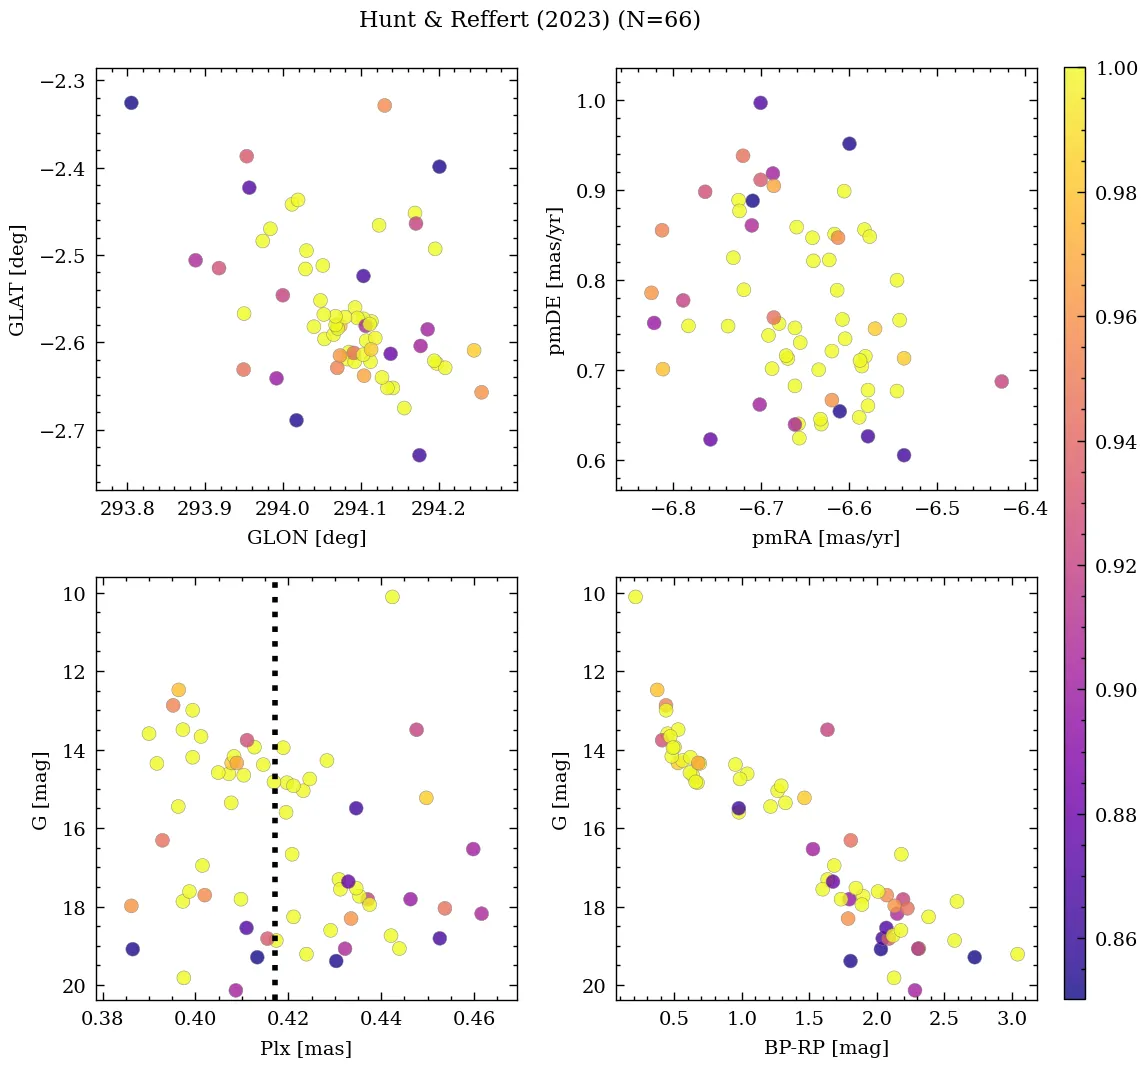 Hunt & Reffert (2023) (N=66)
−2.3
−2.4
−2.5
−2.6
−2.7
GLAT [deg]
293.8 293.9 294.0 294.1 294.2
GLON [deg]
1.0
0.9
0.8
0.7
0.6
pmDE [mas/yr]
−6.8 −6.7 −6.6 −6.5 −6.4
pmRA [mas/yr]
10
12
14
16
18
20
G [mag]
0.38 0.40 0.42 0.44 0.46
Plx [mas]
10
12
14
16
18
20
G [mag]
0.5 1.0 1.5 2.0 2.5 3.0
BP-RP [mag]
1.00
0.98
0.96
0.94
0.92
0.90
0.88
0.86